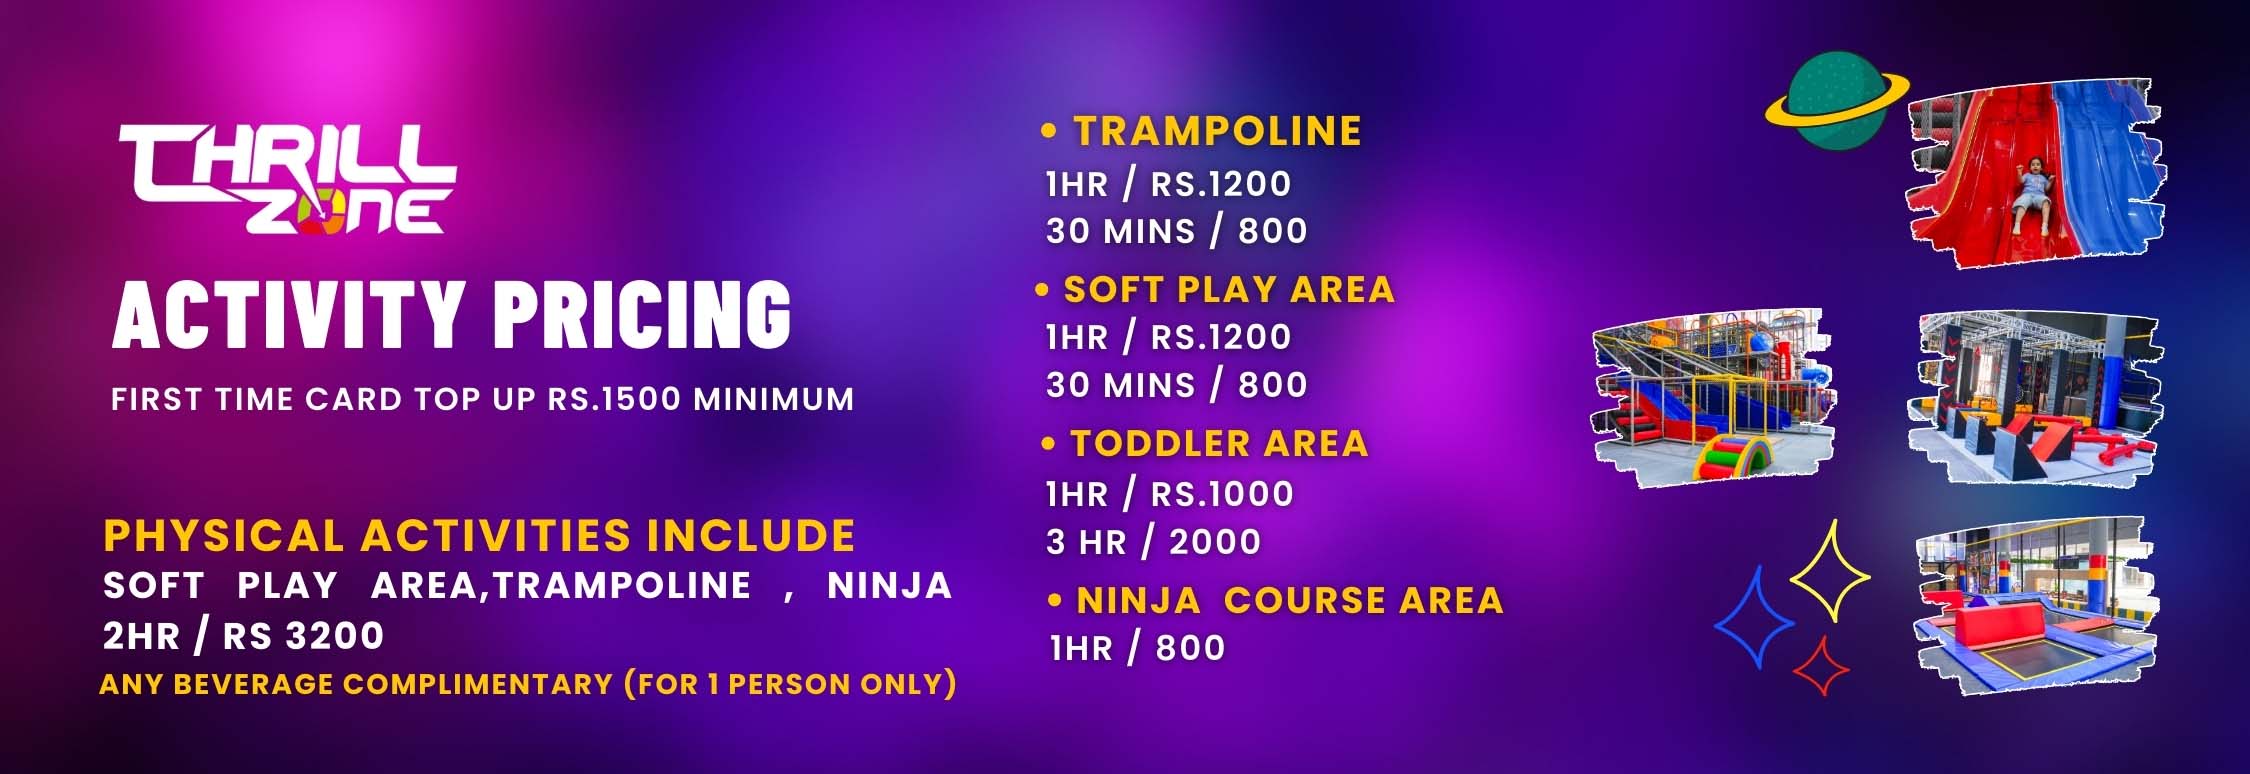 THRILL
ZONE
ACTIVITY PRICING
FIRST TIME CARD TOP UP RS.1500 MINIMUM
PHYSICAL ACTIVITIES INCLUDE
SOFT PLAY AREA,TRAMPOLINE , NINJA
2HR / RS 3200
ANY BEVERAGE COMPLIMENTARY (FOR 1 PERSON ONLY)
• TRAMPOLINE
1HR / RS.1200
30 MINS / 800
• SOFT PLAY AREA
1HR / RS.1200
30 MINS / 800
• TODDLER AREA
1HR / RS.1000
3 HR / 2000
• NINJA COURSE AREA
1HR / 800